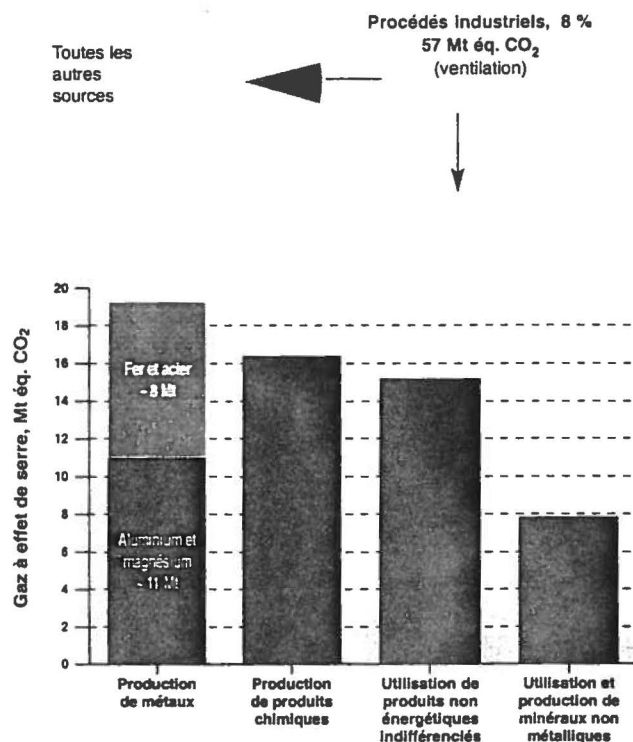 Procédés industriels, 8 %
57 Mt éq. CO₂
(ventilation)
Toutes les
autres
sources
Gaz à effet de serre, Mt éq. CO₂
20
18
16
14
12
10
8
6
4
2
0
Fer et acier
~ 8 Mt
Aluminium et
magnésium
~ 11 Mt
Production
de métaux
Production
de produits
chimiques
Utilisation de
produits non
énergétiques
indifférenciés
Utilisation et
production de
minéraux non
métalliques